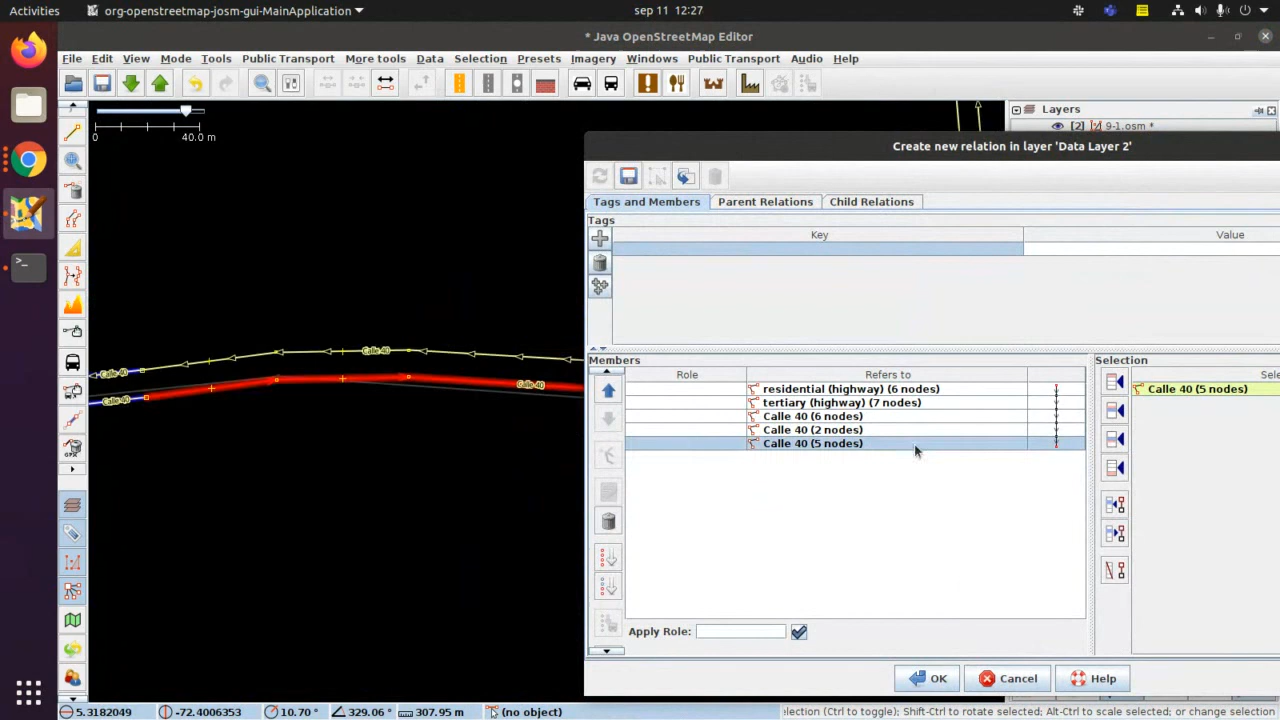 Activities
org-openstreetmap-josm-gui-MainApplication
sep 11 12:27
* Java OpenStreetMap Editor
File Edit View Mode Tools Public Transport More tools Data Selection Presets Imagery Windows Public Transport Audio Help
0 40.0 m
Layers
[2] 9-1.osm *
Create new relation in layer 'Data Layer 2'
Tags and Members
Parent Relations
Child Relations
Tags
Key Value
Members
Selection
Role Refers to
Sele
residential (highway) (6 nodes)
Calle 40 (5 nodes)
tertiary (highway) (7 nodes)
Calle 40 (6 nodes)
Calle 40 (2 nodes)
Calle 40 (5 nodes)
Calle 40
Calle 40
Calle 40
Calle 40
GPX
Apply Role:
OK
Cancel
Help
5.3182049 -72.4006353 10.70 ° 329.06 ° 307.95 m (no object)
election (Ctrl to toggle); Shift-Ctrl to rotate selected; Alt-Ctrl to scale selected; or change selection